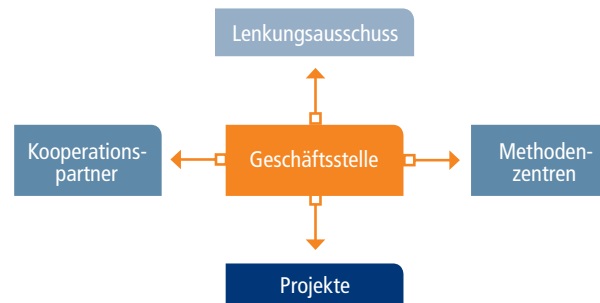 Lenkungsausschuss
Kooperations-
partner
Geschäftsstelle
Methoden-
zentren
Projekte